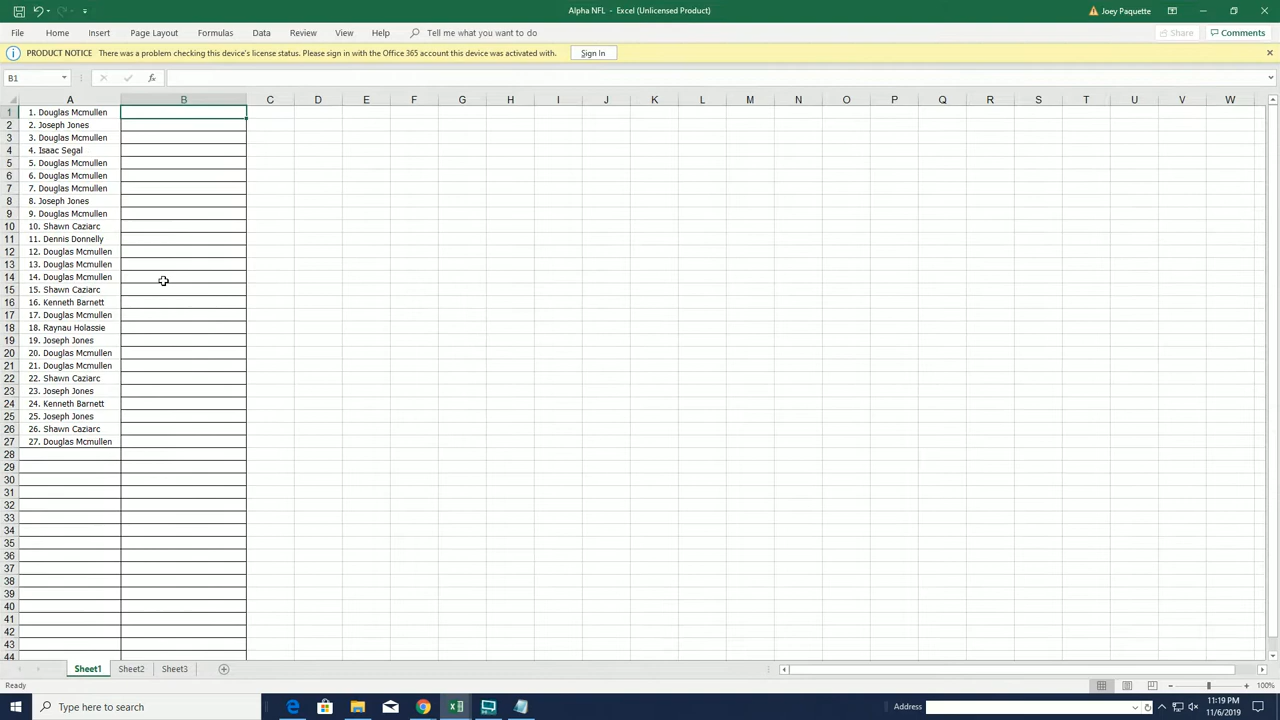 Alpha NFL - Excel (Unlicensed Product)
Joey Paquette
File Home Insert Page Layout Formulas Data Review View Help Tell me what you want to do
Share Comments
PRODUCT NOTICE There was a problem checking this device's license status. Please sign in with the Office 365 account this device was activated with. Sign In
B1 fx
A B C D E F G H I J K L M N O P Q R S T U V W
1 1. Douglas Mcmullen
2 2. Joseph Jones
3 3. Douglas Mcmullen
4 4. Isaac Segal
5 5. Douglas Mcmullen
6 6. Douglas Mcmullen
7 7. Douglas Mcmullen
8 8. Joseph Jones
9 9. Douglas Mcmullen
10 10. Shawn Caziarc
11 11. Dennis Donnelly
12 12. Douglas Mcmullen
13 13. Douglas Mcmullen
14 14. Douglas Mcmullen
15 15. Shawn Caziarc
16 16. Kenneth Barnett
17 17. Douglas Mcmullen
18 18. Raynau Holassie
19 19. Joseph Jones
20 20. Douglas Mcmullen
21 21. Douglas Mcmullen
22 22. Shawn Caziarc
23 23. Joseph Jones
24 24. Kenneth Barnett
25 25. Joseph Jones
26 26. Shawn Caziarc
27 27. Douglas Mcmullen
28
29
30
31
32
33
34
35
36
37
38
39
40
41
42
43
44
Sheet1 Sheet2 Sheet3
Ready
100%
Type here to search
Address
11:19 PM
11/6/2019